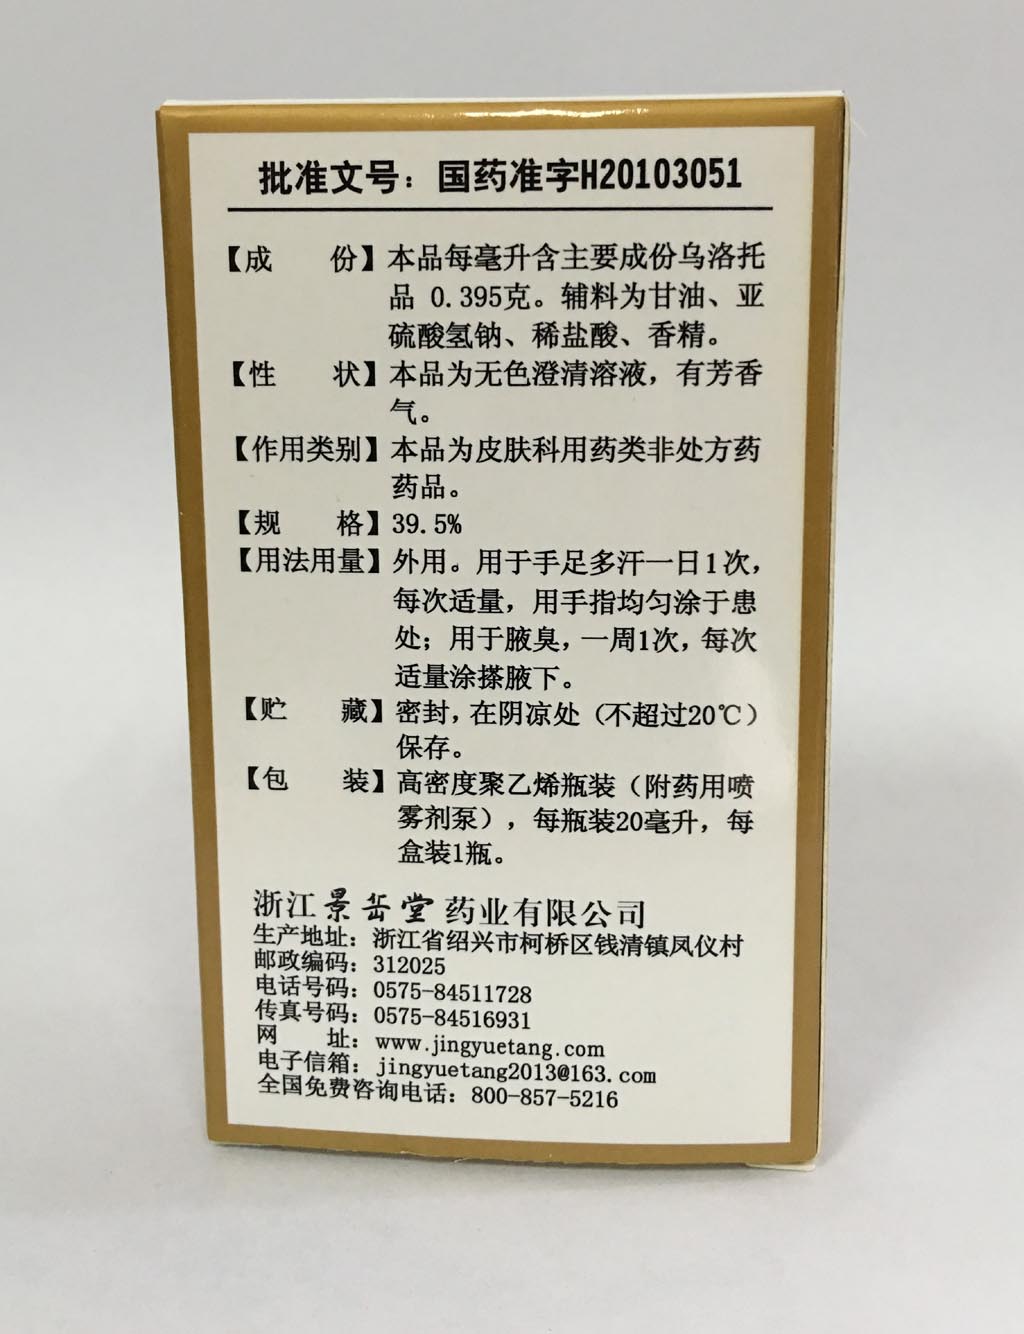 批准文号：国药准字H20103051
【成　　份】本品每毫升含主要成份乌洛托
品 0.395克。辅料为甘油、亚
硫酸氢钠、稀盐酸、香精。
【性　　状】本品为无色澄清溶液，有芳香
气。
【作用类别】本品为皮肤科用药类非处方药
药品。
【规　　格】39.5%
【用法用量】外用。用于手足多汗一日1次，
每次适量，用手指均匀涂于患
处；用于腋臭，一周1次，每次
适量涂搽腋下。
【贮　　藏】密封，在阴凉处（不超过20℃）
保存。
【包　　装】高密度聚乙烯瓶装（附药用喷
雾剂泵），每瓶装20毫升，每
盒装1瓶。
浙江景岳堂药业有限公司
生产地址：浙江省绍兴市柯桥区钱清镇凤仪村
邮政编码：312025
电话号码：0575-84511728
传真号码：0575-84516931
网　　址：www.jingyuetang.com
电子信箱：jingyuetang2013@163.com
全国免费咨询电话：800-857-5216